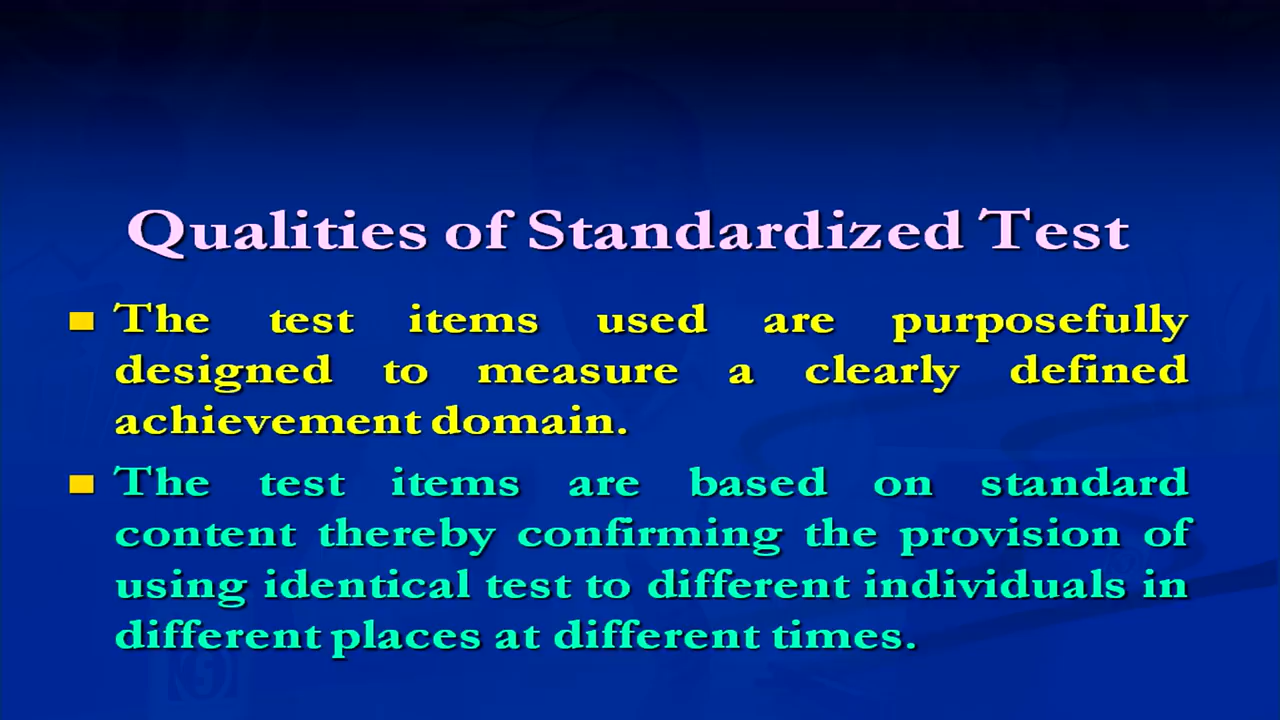 Qualities of Standardized Test
The test items used are purposefully
designed to measure a clearly defined
achievement domain.
The test items are based on standard
content thereby confirming the provision of
using identical test to different individuals in
different places at different times.